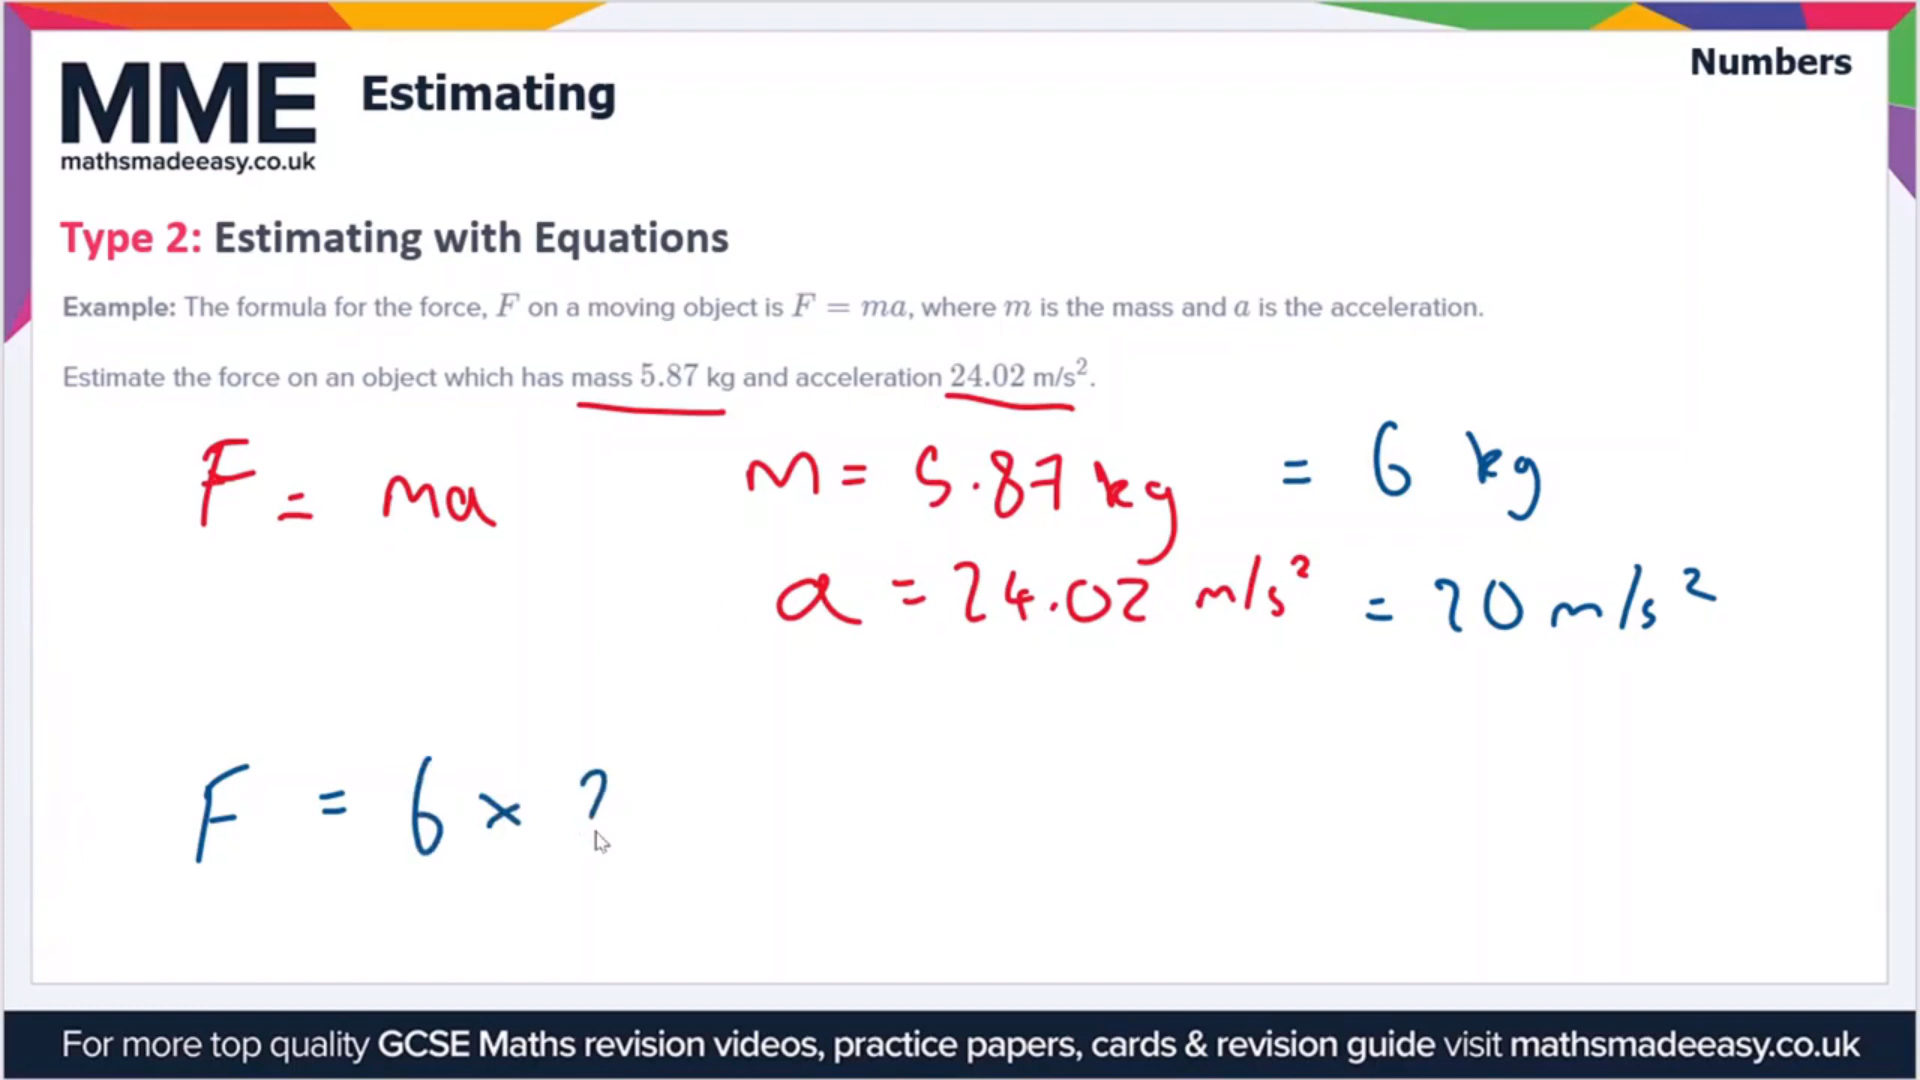 MME
mathsmadeeasy.co.uk
Estimating
Numbers
Type 2: Estimating with Equations
Example: The formula for the force, F on a moving object is F = ma, where m is the mass and a is the acceleration.
Estimate the force on an object which has mass 5.87 kg and acceleration 24.02 m/s².
F = ma
m = 5.87 kg = 6 kg
a = 24.02 m/s² = 20 m/s²
F = 6 × 2
For more top quality GCSE Maths revision videos, practice papers, cards & revision guide visit mathsmadeeasy.co.uk